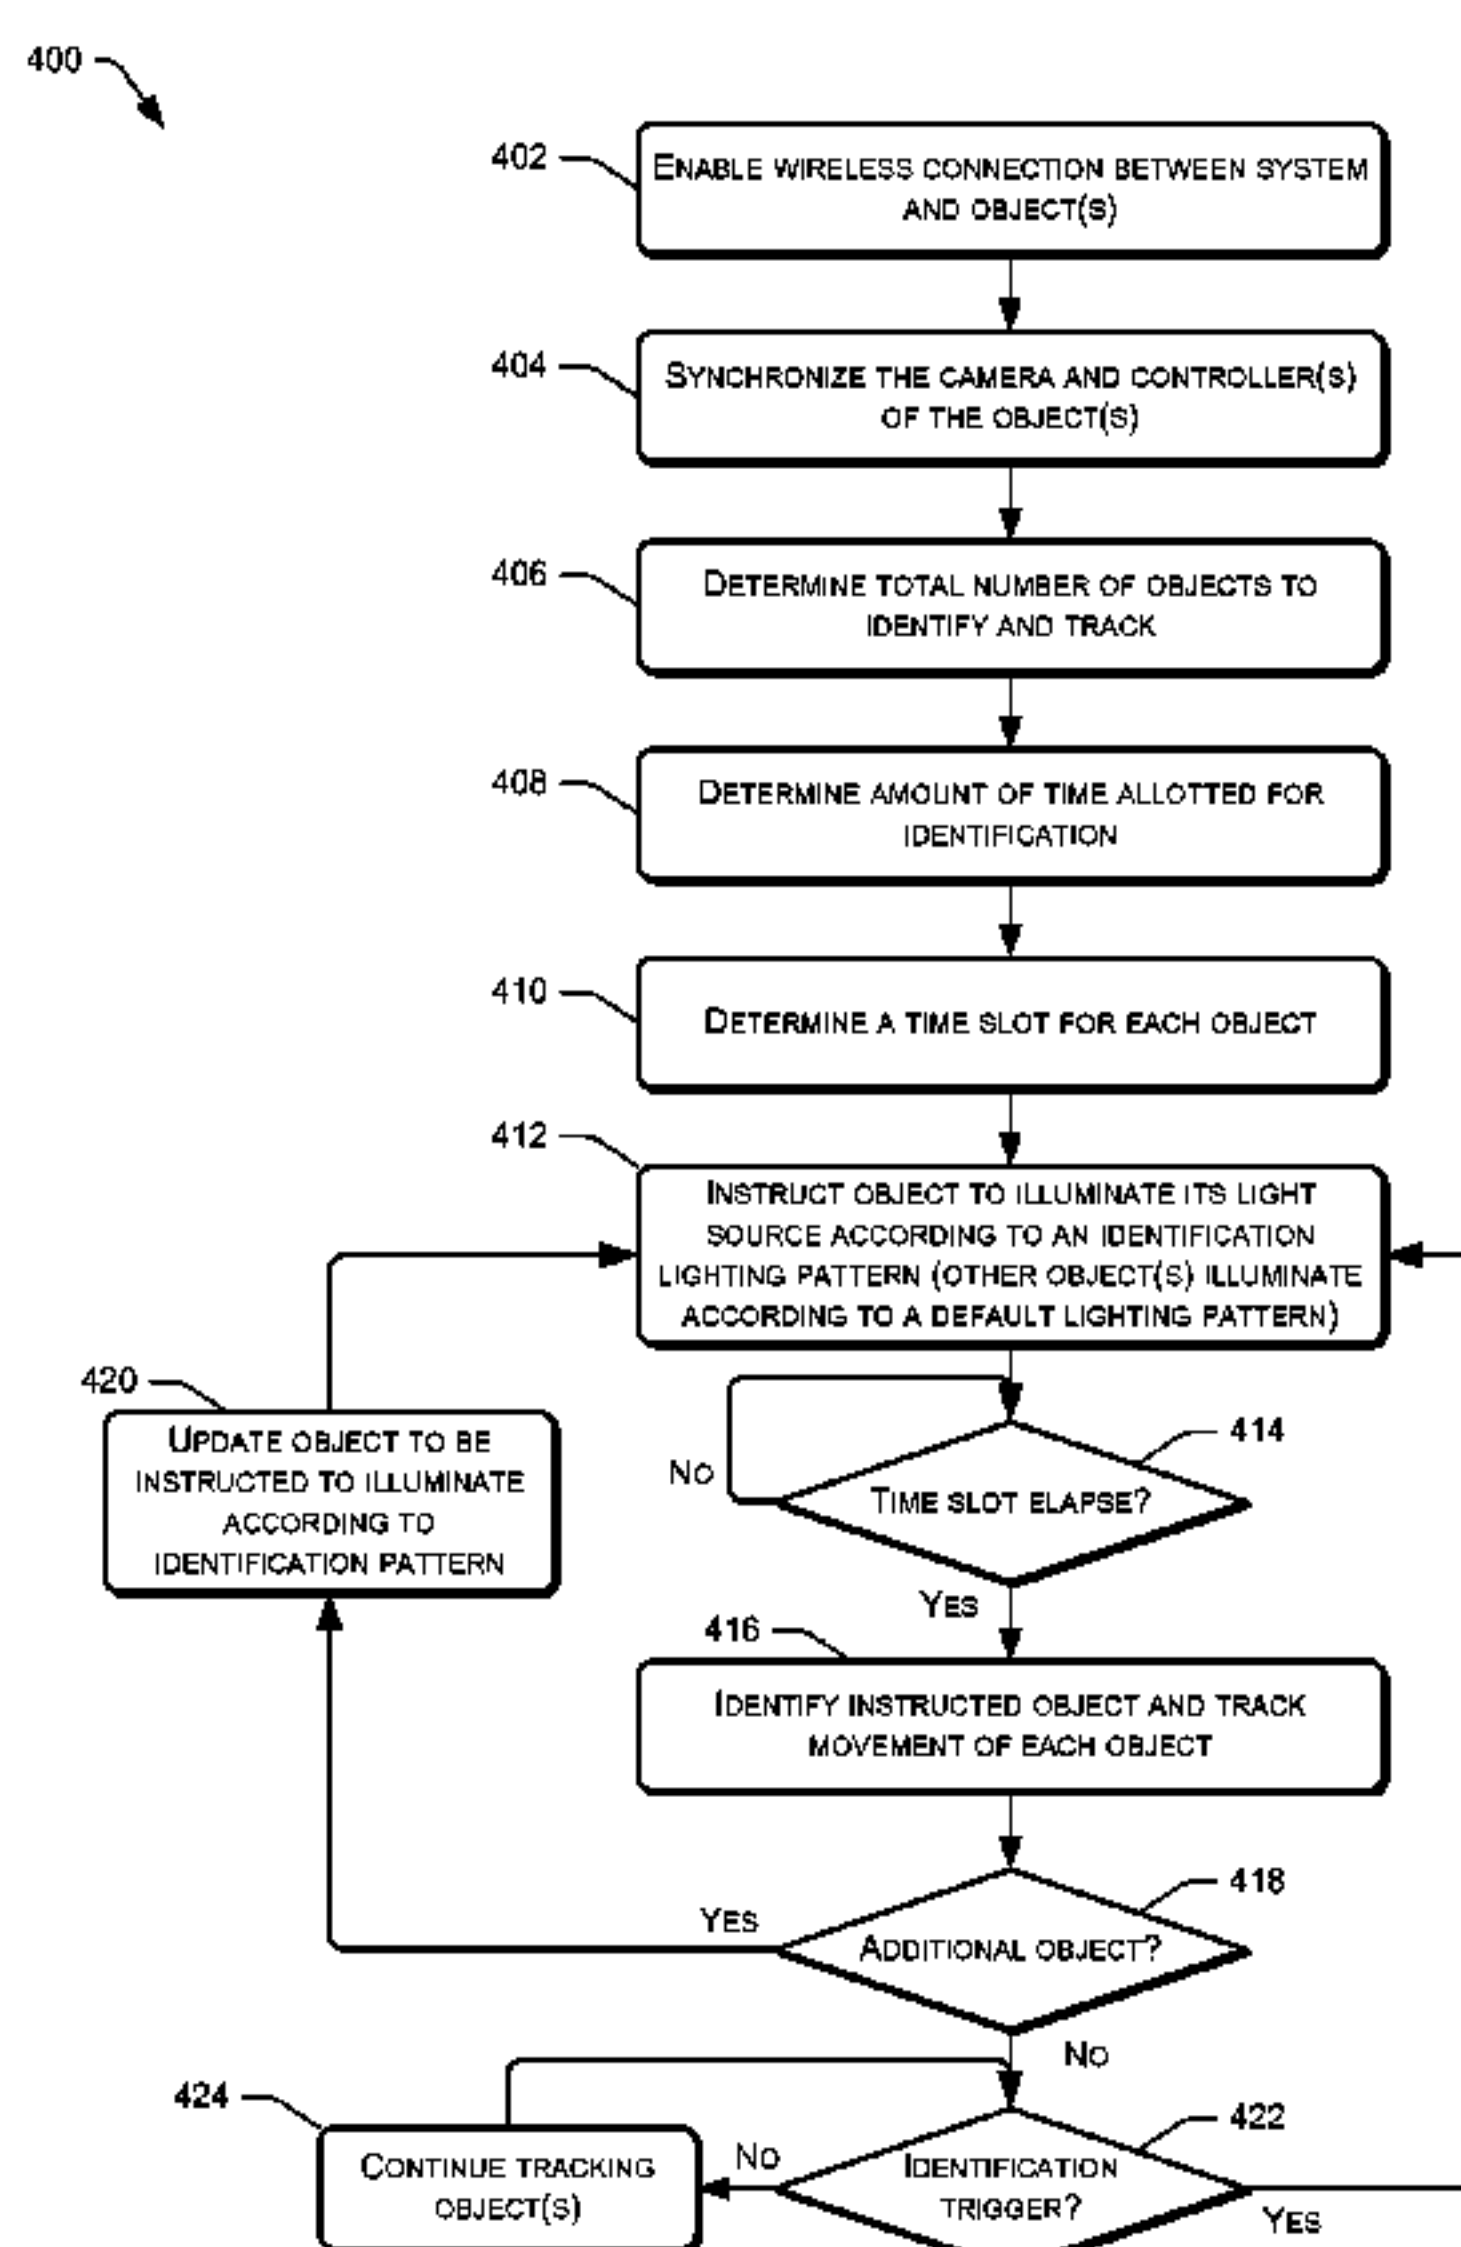 400
402
ENABLE WIRELESS CONNECTION BETWEEN SYSTEM
AND OBJECT(S)
404
SYNCHRONIZE THE CAMERA AND CONTROLLER(S)
OF THE OBJECT(S)
406
DETERMINE TOTAL NUMBER OF OBJECTS TO
IDENTIFY AND TRACK
408
DETERMINE AMOUNT OF TIME ALLOTTED FOR
IDENTIFICATION
410
DETERMINE A TIME SLOT FOR EACH OBJECT
412
INSTRUCT OBJECT TO ILLUMINATE ITS LIGHT
SOURCE ACCORDING TO AN IDENTIFICATION
LIGHTING PATTERN (OTHER OBJECT(S) ILLUMINATE
ACCORDING TO A DEFAULT LIGHTING PATTERN)
420
UPDATE OBJECT TO BE
INSTRUCTED TO ILLUMINATE
ACCORDING TO
IDENTIFICATION PATTERN
414
NO
TIME SLOT ELAPSE?
YES
416
IDENTIFY INSTRUCTED OBJECT AND TRACK
MOVEMENT OF EACH OBJECT
418
YES
ADDITIONAL OBJECT?
NO
424
CONTINUE TRACKING
OBJECT(S)
422
NO
IDENTIFICATION
TRIGGER?
YES